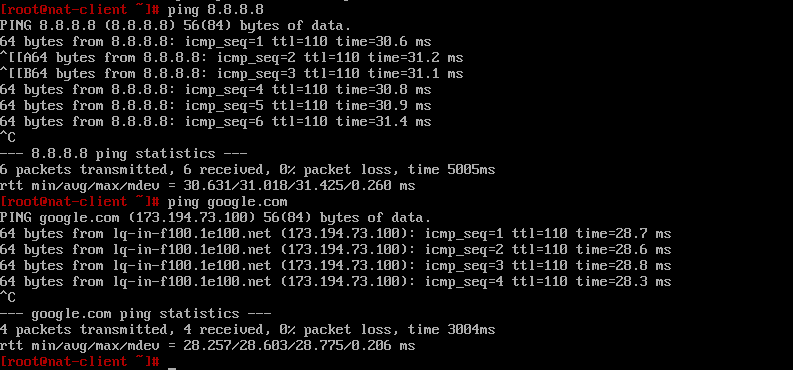 [root@nat-client ~]# ping 8.8.8.8
PING 8.8.8.8 (8.8.8.8) 56(84) bytes of data.
64 bytes from 8.8.8.8: icmp_seq=1 ttl=110 time=30.6 ms
^[[A64 bytes from 8.8.8.8: icmp_seq=2 ttl=110 time=31.2 ms
^[[B64 bytes from 8.8.8.8: icmp_seq=3 ttl=110 time=31.1 ms
64 bytes from 8.8.8.8: icmp_seq=4 ttl=110 time=30.8 ms
64 bytes from 8.8.8.8: icmp_seq=5 ttl=110 time=30.9 ms
64 bytes from 8.8.8.8: icmp_seq=6 ttl=110 time=31.4 ms
^C
--- 8.8.8.8 ping statistics ---
6 packets transmitted, 6 received, 0% packet loss, time 5005ms
rtt min/avg/max/mdev = 30.631/31.018/31.425/0.260 ms
[root@nat-client ~]# ping google.com
PING google.com (173.194.73.100) 56(84) bytes of data.
64 bytes from lq-in-f100.1e100.net (173.194.73.100): icmp_seq=1 ttl=110 time=28.7 ms
64 bytes from lq-in-f100.1e100.net (173.194.73.100): icmp_seq=2 ttl=110 time=28.6 ms
64 bytes from lq-in-f100.1e100.net (173.194.73.100): icmp_seq=3 ttl=110 time=28.8 ms
64 bytes from lq-in-f100.1e100.net (173.194.73.100): icmp_seq=4 ttl=110 time=28.3 ms
^C
--- google.com ping statistics ---
4 packets transmitted, 4 received, 0% packet loss, time 3004ms
rtt min/avg/max/mdev = 28.257/28.603/28.775/0.206 ms
[root@nat-client ~]# _